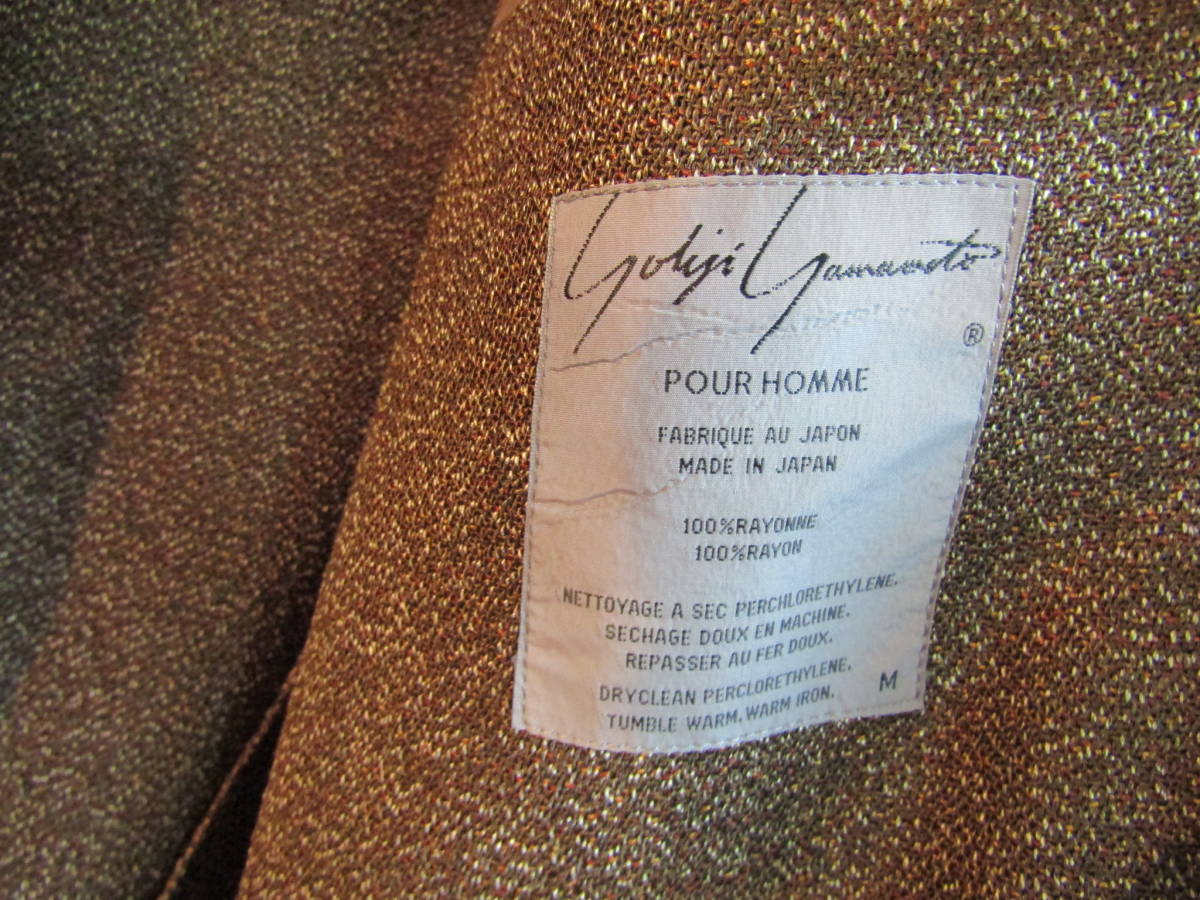 Yohji Yamamoto
®
POUR HOMME
FABRIQUE AU JAPON
MADE IN JAPAN
100%RAYONNE
100%RAYON
NETTOYAGE A SEC PERCHLORETHYLENE.
SECHAGE DOUX EN MACHINE.
REPASSER AU FER DOUX.
DRYCLEAN PERCLORETHYLENE.
TUMBLE WARM. WARM IRON.
M